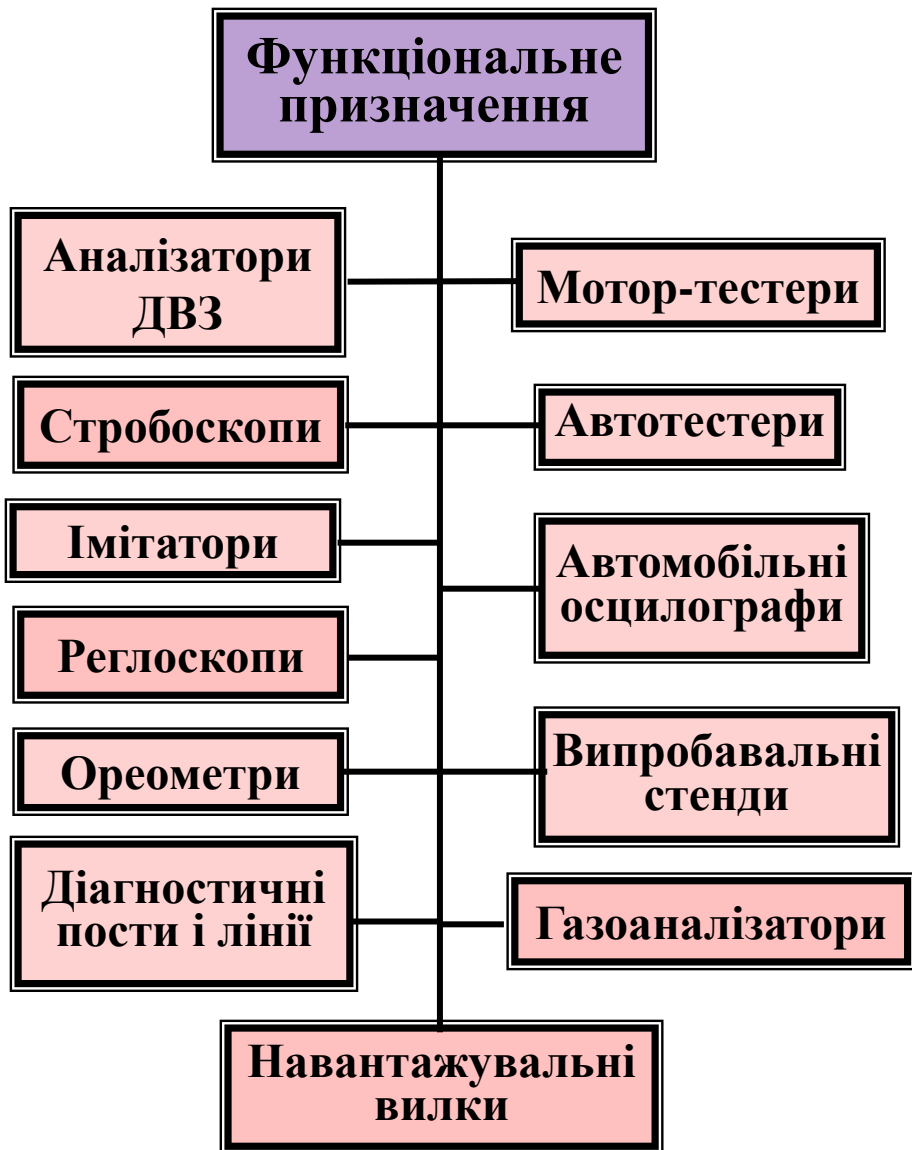 Функціональне
призначення
Аналізатори
ДВЗ
Мотор-тестери
Стробоскопи
Автотестери
Імітатори
Автомобільні
осцилографи
Реглоскопи
Ореометри
Випробавальні
стенди
Діагностичні
пости і лінії
Газоаналізатори
Навантажувальні
вилки